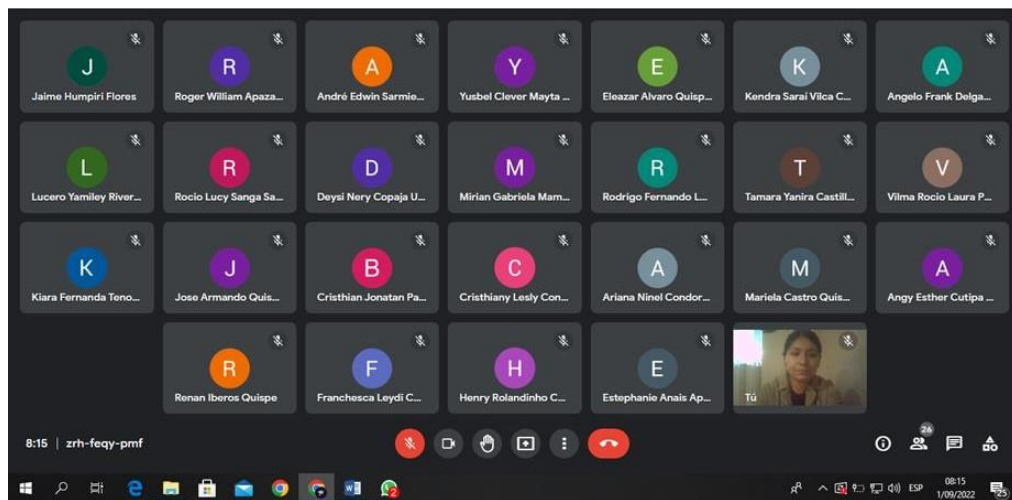 J
Jaime Humpiri Flores
R
Roger William Apaza...
A
André Edwin Sarmie...
Y
Yusbel Clever Mayta ...
E
Eleazar Alvaro Quisp...
K
Kendra Saraí Vilca C...
A
Angelo Frank Delga...
L
Lucero Yamiley River...
R
Rocio Lucy Sanga Sa...
D
Deysi Nery Copaja U...
M
Mirian Gabriela Mam...
R
Rodrigo Fernando L...
T
Tamara Yanira Castill...
V
Vilma Rocio Laura P...
K
Kiara Fernanda Teno...
J
Jose Armando Quis...
B
Cristhian Jonatan Pa...
C
Cristhiany Lesly Con...
A
Ariana Ninel Condor...
M
Mariela Castro Quis...
A
Angy Esther Cutipa ...
R
Renan Iberos Quispe
F
Franchesca Leydi C...
H
Henry Rolandinho C...
E
Estephanie Anais Ap...
Tú
8:15 | zrh-feqy-pmf
26
ESP
08:15
1/09/2022
25